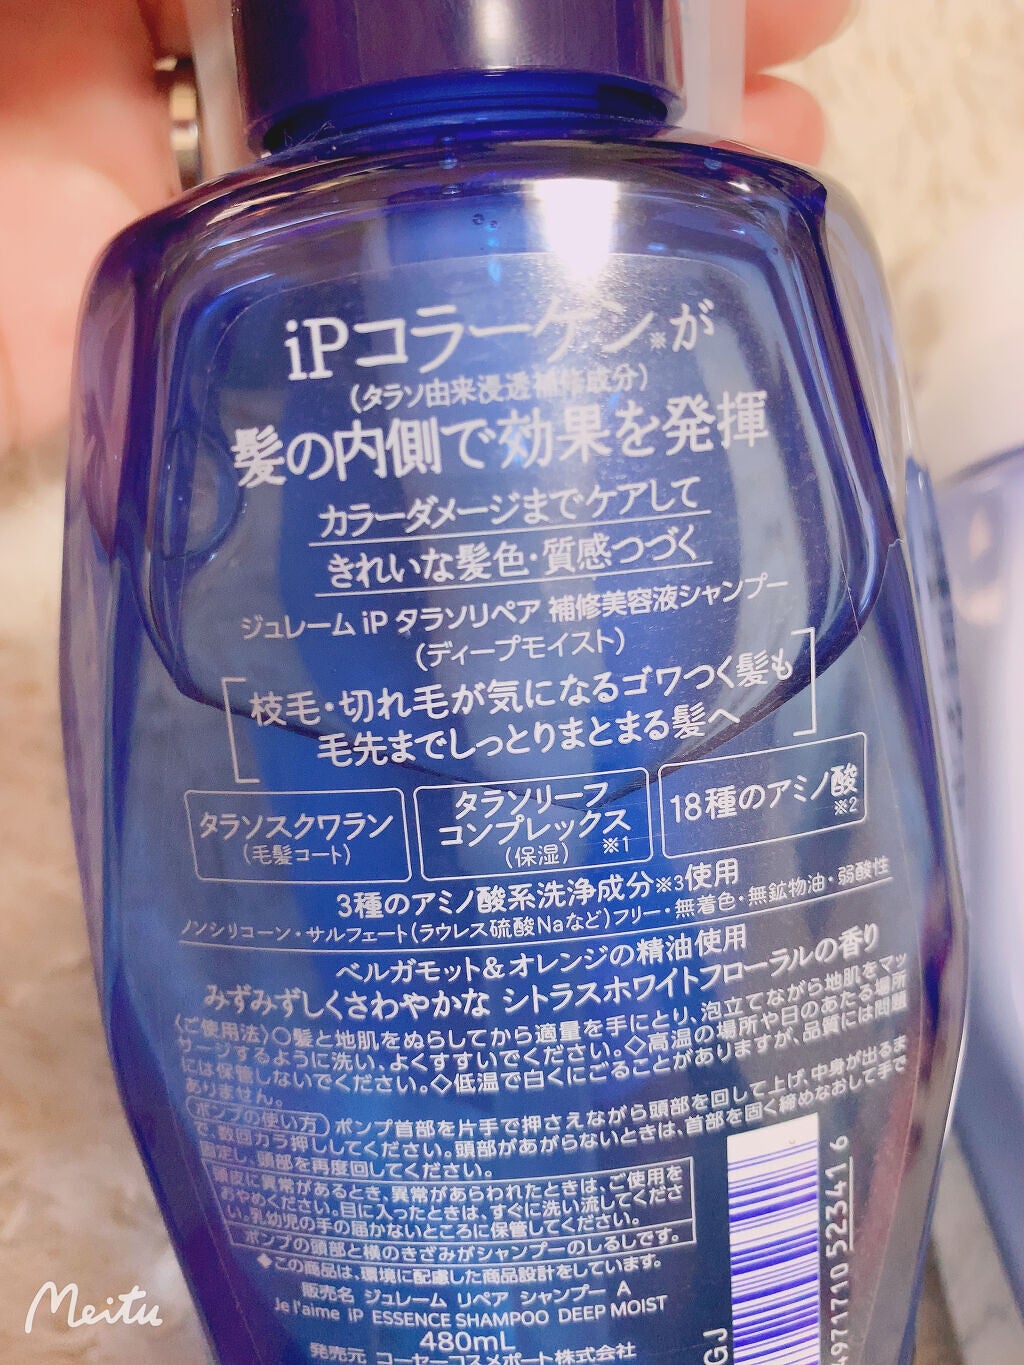 iPコラーゲン※が
(タラソ由来浸透補修成分)
髪の内側で効果を発揮
カラーダメージまでケアして
きれいな髪色・質感つづく
ジュレーム iP タラソリペア 補修美容液シャンプー
(ディープモイスト)
枝毛・切れ毛が気になるゴワつく髪も
毛先までしっとりまとまる髪へ
タラソスクワラン
(毛髪コート)
タラソリーフ
コンプレックス
(保湿) ※1
18種のアミノ酸
※2
3種のアミノ酸系洗浄成分※3使用
ノンシリコーン・サルフェート(ラウレス硫酸Naなど)フリー・無着色・無鉱物油・弱酸性
ベルガモット&オレンジの精油使用
みずみずしくさわやかな シトラスホワイトフローラルの香り
〈ご使用法〉○髪と地肌をぬらしてから適量を手にとり、泡立てながら地肌をマッ
サージするように洗い、よくすすいでください。◇高温の場所や日のあたる場所
には保管しないでください。◇低温で白くにごることがありますが、品質には問題
ありません。
ポンプの使い方 ポンプ首部を片手で押さえながら頭部を回して上げ、中身が出るま
で、数回カラ押ししてください。頭部があがらないときは、首部を固く締めなおして手で
固定し、頭部を再度回してください。
頭皮に異常があるとき、異常があらわれたときは、ご使用を
おやめください。目に入ったときは、すぐに洗い流してくださ
い。乳幼児の手の届かないところに保管してください。
ポンプの頭部と横のきざみがシャンプーのしるしです。
◆この商品は、環境に配慮した商品設計をしています。
販売名 ジュレーム リペア シャンプー A
Je l'aime iP ESSENCE SHAMPOO DEEP MOIST
480mL
発売元 コーセーコスメポート株式会社
GJ
971710 523416
Meitu